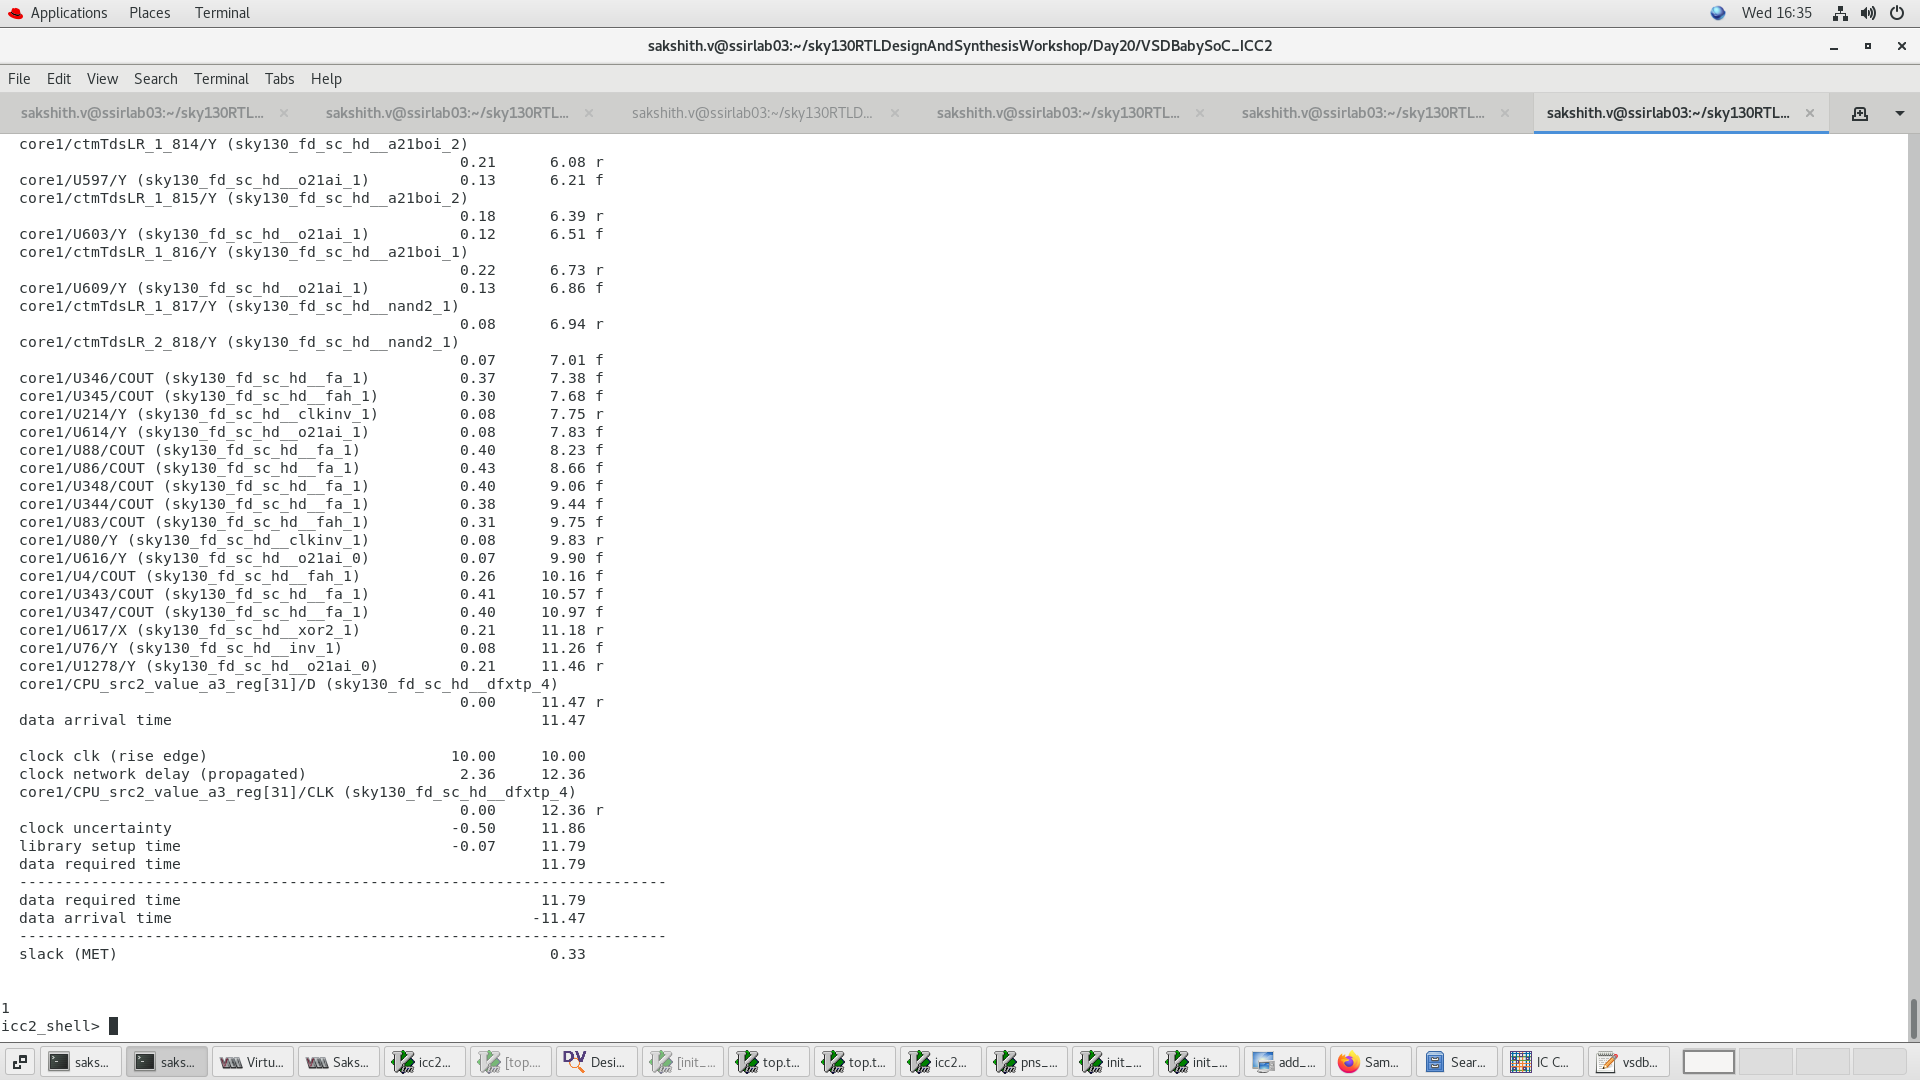 Applications Places Terminal Wed 16:35
sakshith.v@ssirlab03:~/sky130RTLDesignAndSynthesisWorkshop/Day20/VSDBabySoC_ICC2
File Edit View Search Terminal Tabs Help
sakshith.v@ssirlab03:~/sky130RTL... sakshith.v@ssirlab03:~/sky130RTL... sakshith.v@ssirlab03:~/sky130RTLD... sakshith.v@ssirlab03:~/sky130RTL... sakshith.v@ssirlab03:~/sky130RTL... sakshith.v@ssirlab03:~/sky130RTL...
core1/ctmTdsLR_1_814/Y (sky130_fd_sc_hd__a21boi_2)
0.21 6.08 r
core1/U597/Y (sky130_fd_sc_hd__o21ai_1) 0.13 6.21 f
core1/ctmTdsLR_1_815/Y (sky130_fd_sc_hd__a21boi_2)
0.18 6.39 r
core1/U603/Y (sky130_fd_sc_hd__o21ai_1) 0.12 6.51 f
core1/ctmTdsLR_1_816/Y (sky130_fd_sc_hd__a21boi_1)
0.22 6.73 r
core1/U609/Y (sky130_fd_sc_hd__o21ai_1) 0.13 6.86 f
core1/ctmTdsLR_1_817/Y (sky130_fd_sc_hd__nand2_1)
0.08 6.94 r
core1/ctmTdsLR_2_818/Y (sky130_fd_sc_hd__nand2_1)
0.07 7.01 f
core1/U346/COUT (sky130_fd_sc_hd__fa_1) 0.37 7.38 f
core1/U345/COUT (sky130_fd_sc_hd__fah_1) 0.30 7.68 f
core1/U214/Y (sky130_fd_sc_hd__clkinv_1) 0.08 7.75 r
core1/U614/Y (sky130_fd_sc_hd__o21ai_1) 0.08 7.83 f
core1/U88/COUT (sky130_fd_sc_hd__fa_1) 0.40 8.23 f
core1/U86/COUT (sky130_fd_sc_hd__fa_1) 0.43 8.66 f
core1/U348/COUT (sky130_fd_sc_hd__fa_1) 0.40 9.06 f
core1/U344/COUT (sky130_fd_sc_hd__fa_1) 0.38 9.44 f
core1/U83/COUT (sky130_fd_sc_hd__fah_1) 0.31 9.75 f
core1/U80/Y (sky130_fd_sc_hd__clkinv_1) 0.08 9.83 r
core1/U616/Y (sky130_fd_sc_hd__o21ai_0) 0.07 9.90 f
core1/U4/COUT (sky130_fd_sc_hd__fah_1) 0.26 10.16 f
core1/U343/COUT (sky130_fd_sc_hd__fa_1) 0.41 10.57 f
core1/U347/COUT (sky130_fd_sc_hd__fa_1) 0.40 10.97 f
core1/U617/X (sky130_fd_sc_hd__xor2_1) 0.21 11.18 r
core1/U76/Y (sky130_fd_sc_hd__inv_1) 0.08 11.26 f
core1/U1278/Y (sky130_fd_sc_hd__o21ai_0) 0.21 11.46 r
core1/CPU_src2_value_a3_reg[31]/D (sky130_fd_sc_hd__dfxtp_4)
0.00 11.47 r
data arrival time 11.47
clock clk (rise edge) 10.00 10.00
clock network delay (propagated) 2.36 12.36
core1/CPU_src2_value_a3_reg[31]/CLK (sky130_fd_sc_hd__dfxtp_4)
0.00 12.36 r
clock uncertainty -0.50 11.86
library setup time -0.07 11.79
data required time 11.79
------------------------------------------------------------------------
data required time 11.79
data arrival time -11.47
------------------------------------------------------------------------
slack (MET) 0.33
1
icc2_shell>
saks... saks... Virtu... Saks... icc2... [top.... Desi... [init_... top.t... top.t... icc2... pns_... init_... init_... add_... Sam... Sear... IC C... vsdb...